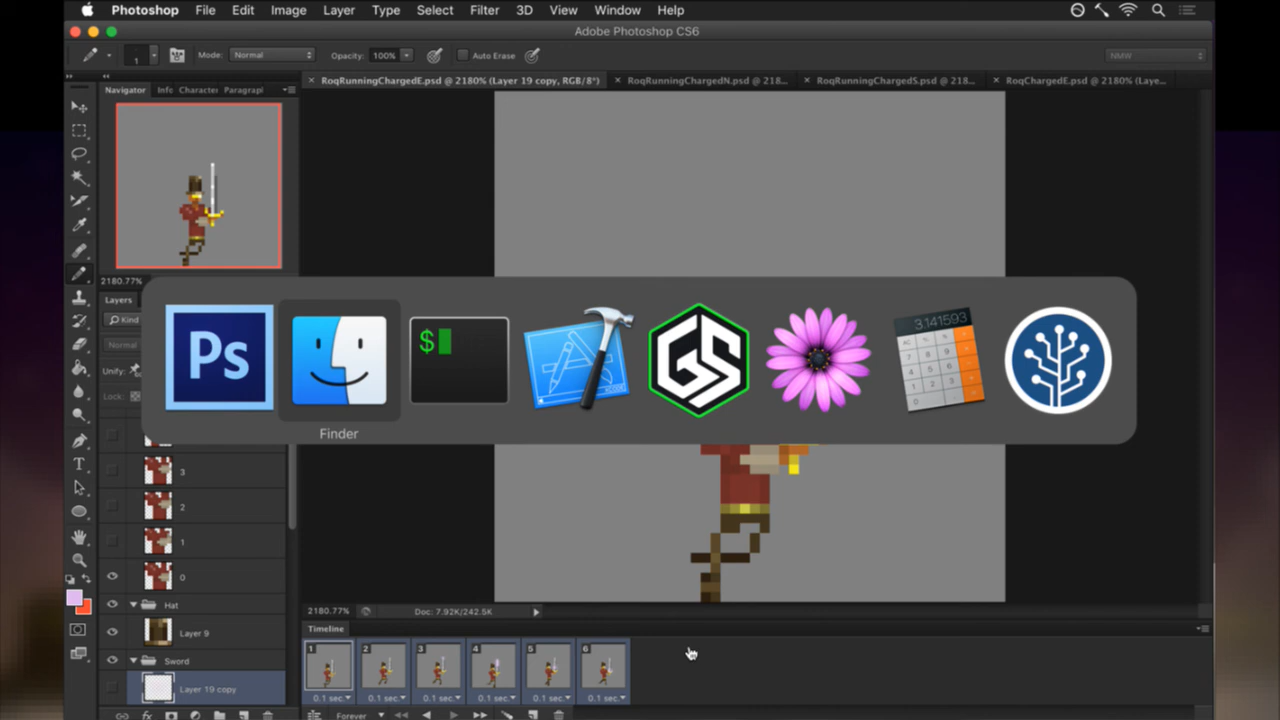 Photoshop File Edit Image Layer Type Select Filter 3D View Window Help
Adobe Photoshop CS6
1 Mode: Normal Opacity: 100% Auto Erase NMW
RoqRunningChargedE.psd @ 2180% (Layer 19 copy, RGB/8*) RoqRunningChargedN.psd @ 218... RoqRunningChargedS.psd @ 218... RoqChargedE.psd @ 2180% (Laye...
Navigator Info Character Paragrapl
2180.77%
Layers
Kind
Normal
Unify:
Lock:
Ps $ GS 3.141593
Finder
3
2
1
0
Hat
Layer 9
Sword
Layer 19 copy
2180.77% Doc: 7.92K/242.5K
Timeline
1 2 3 4 5 6
0.1 sec. 0.1 sec. 0.1 sec. 0.1 sec. 0.1 sec. 0.1 sec.
fx Forever